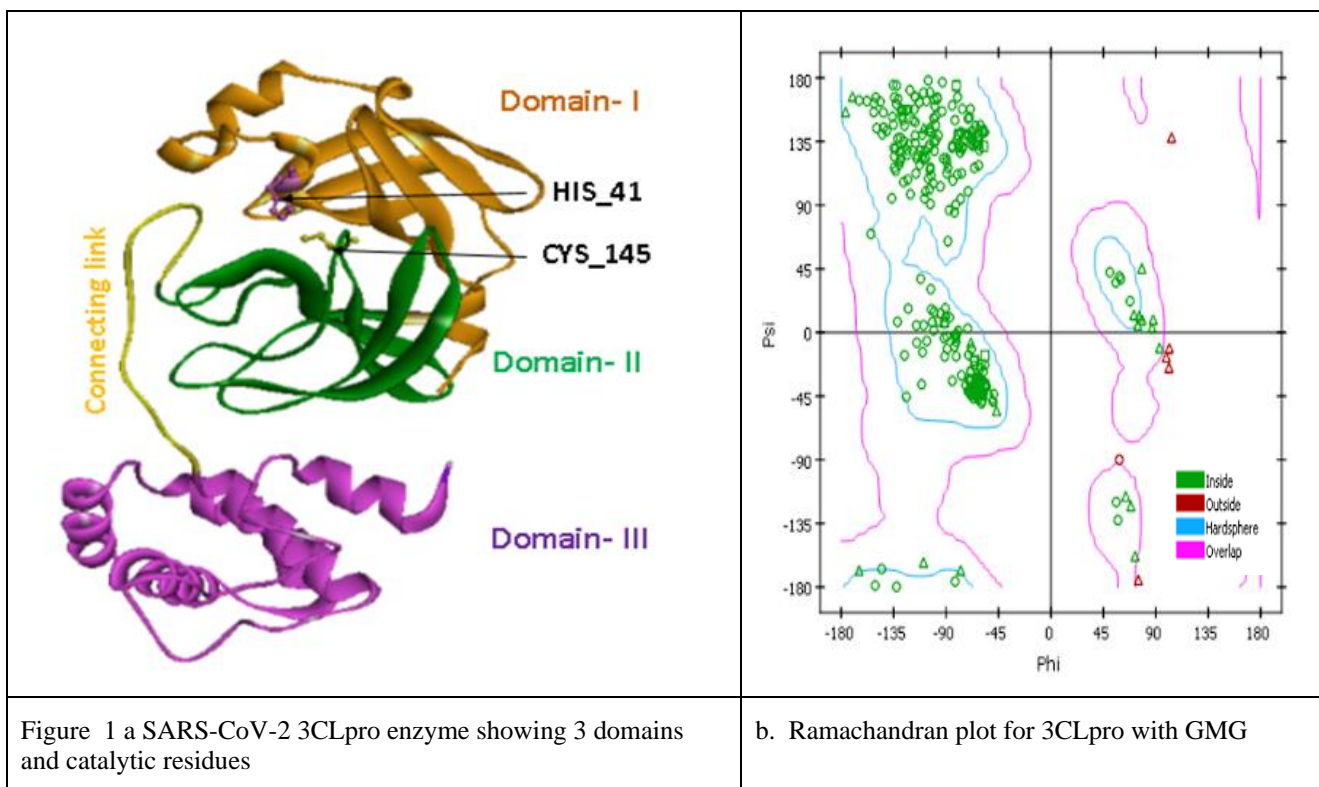 Domain- I
HIS_41
CYS_145
Connecting link
Domain- II
Domain- III
Psi
180
135
90
45
0
-45
-90
-135
-180
-180 -135 -90 -45 0 45 90 135 180
Phi
Inside
Outside
Hardsphere
Overlap
Figure 1 a SARS-CoV-2 3CLpro enzyme showing 3 domains
and catalytic residues
b. Ramachandran plot for 3CLpro with GMG